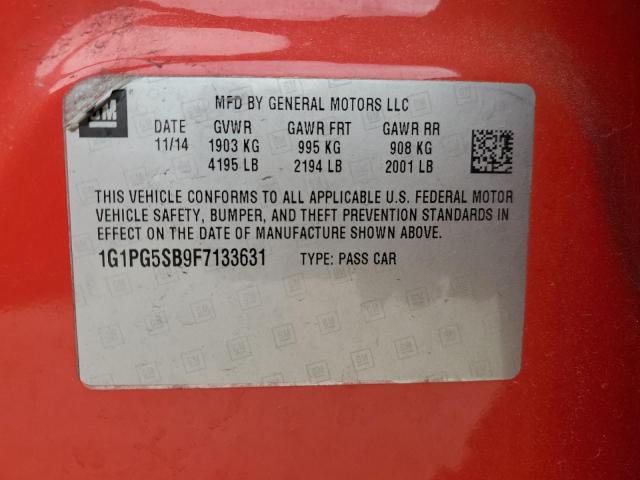 GM
MFD BY GENERAL MOTORS LLC
DATE GVWR GAWR FRT GAWR RR
11/14 1903 KG 995 KG 908 KG
4195 LB 2194 LB 2001 LB
THIS VEHICLE CONFORMS TO ALL APPLICABLE U.S. FEDERAL MOTOR
VEHICLE SAFETY, BUMPER, AND THEFT PREVENTION STANDARDS IN
EFFECT ON THE DATE OF MANUFACTURE SHOWN ABOVE.
1G1PG5SB9F7133631 TYPE: PASS CAR